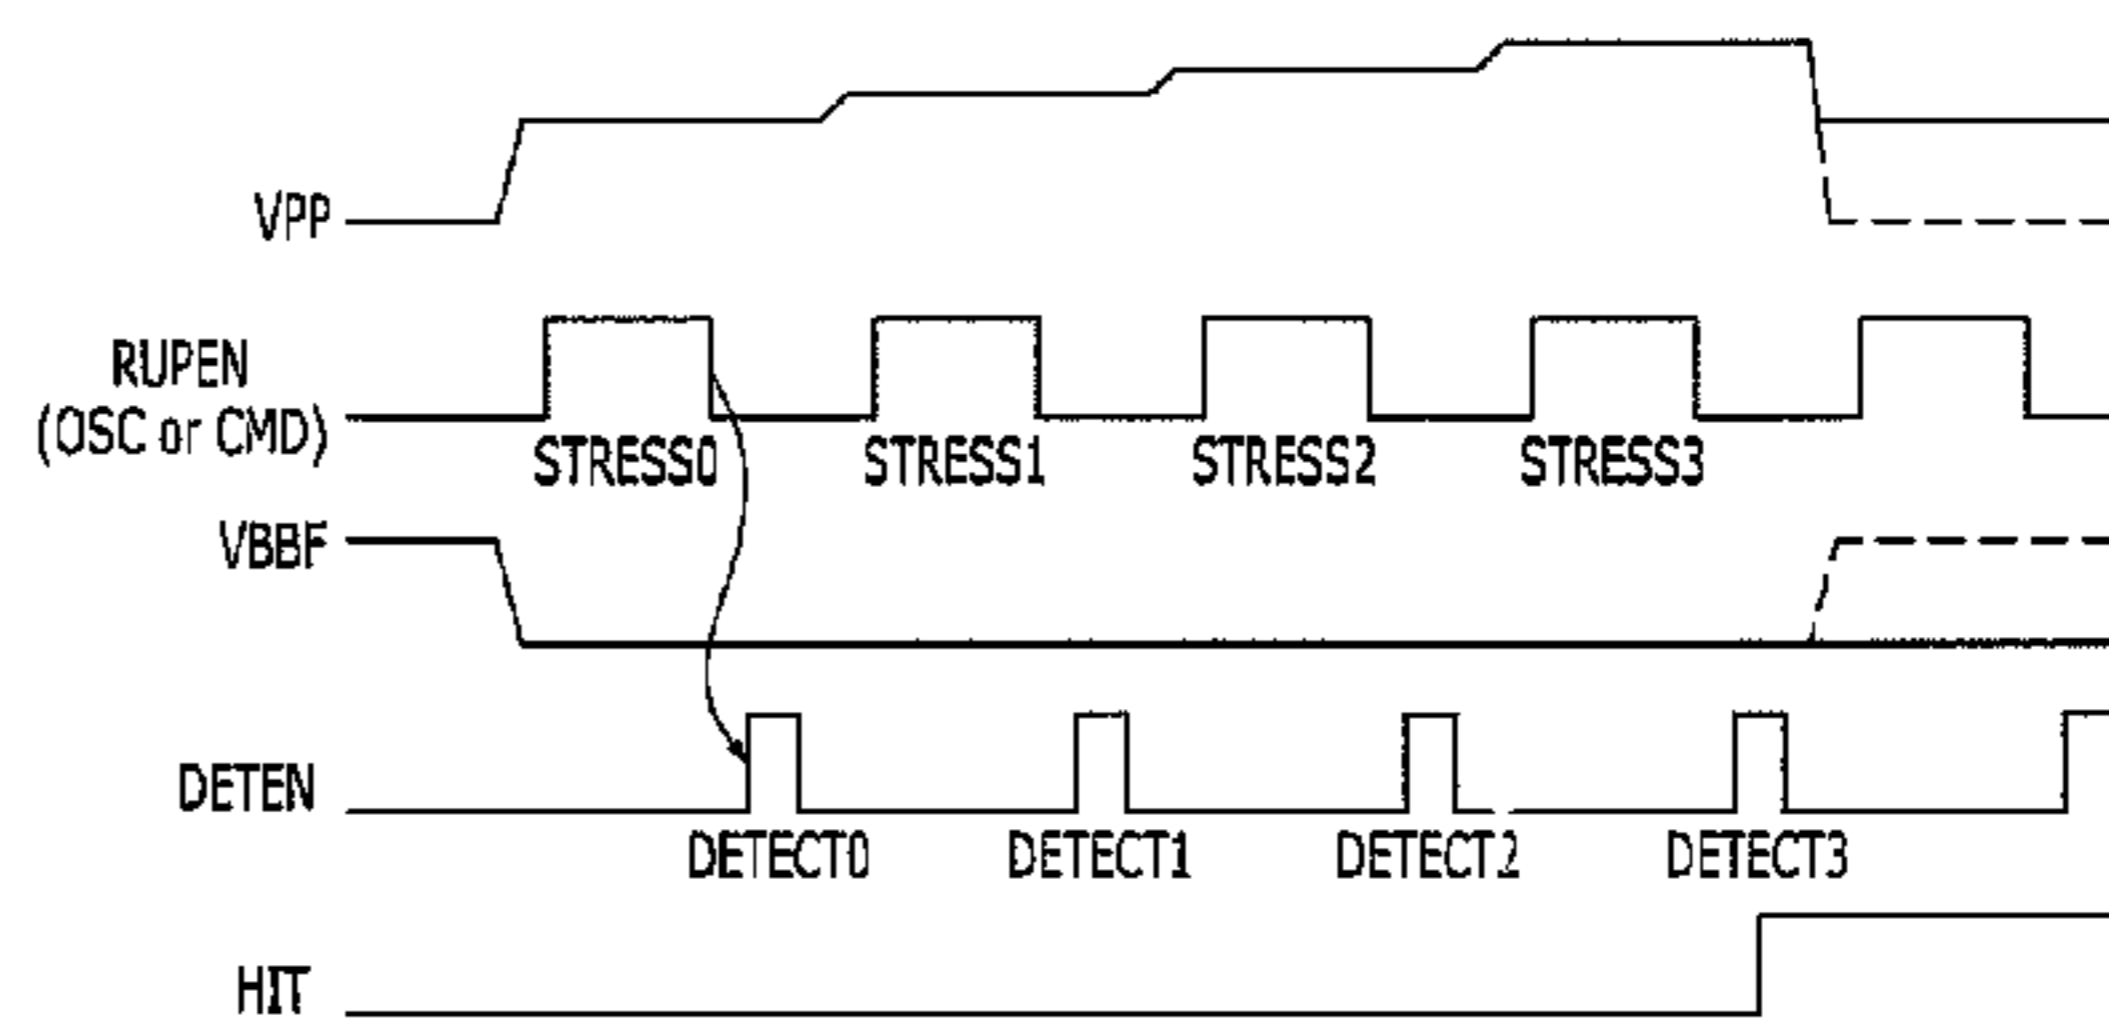 VPP
RUPEN
(OSC or CMD)
STRESS0 STRESS1 STRESS2 STRESS3
VBBF
DETEN
DETECT0 DETECT1 DETECT2 DETECT3
HIT